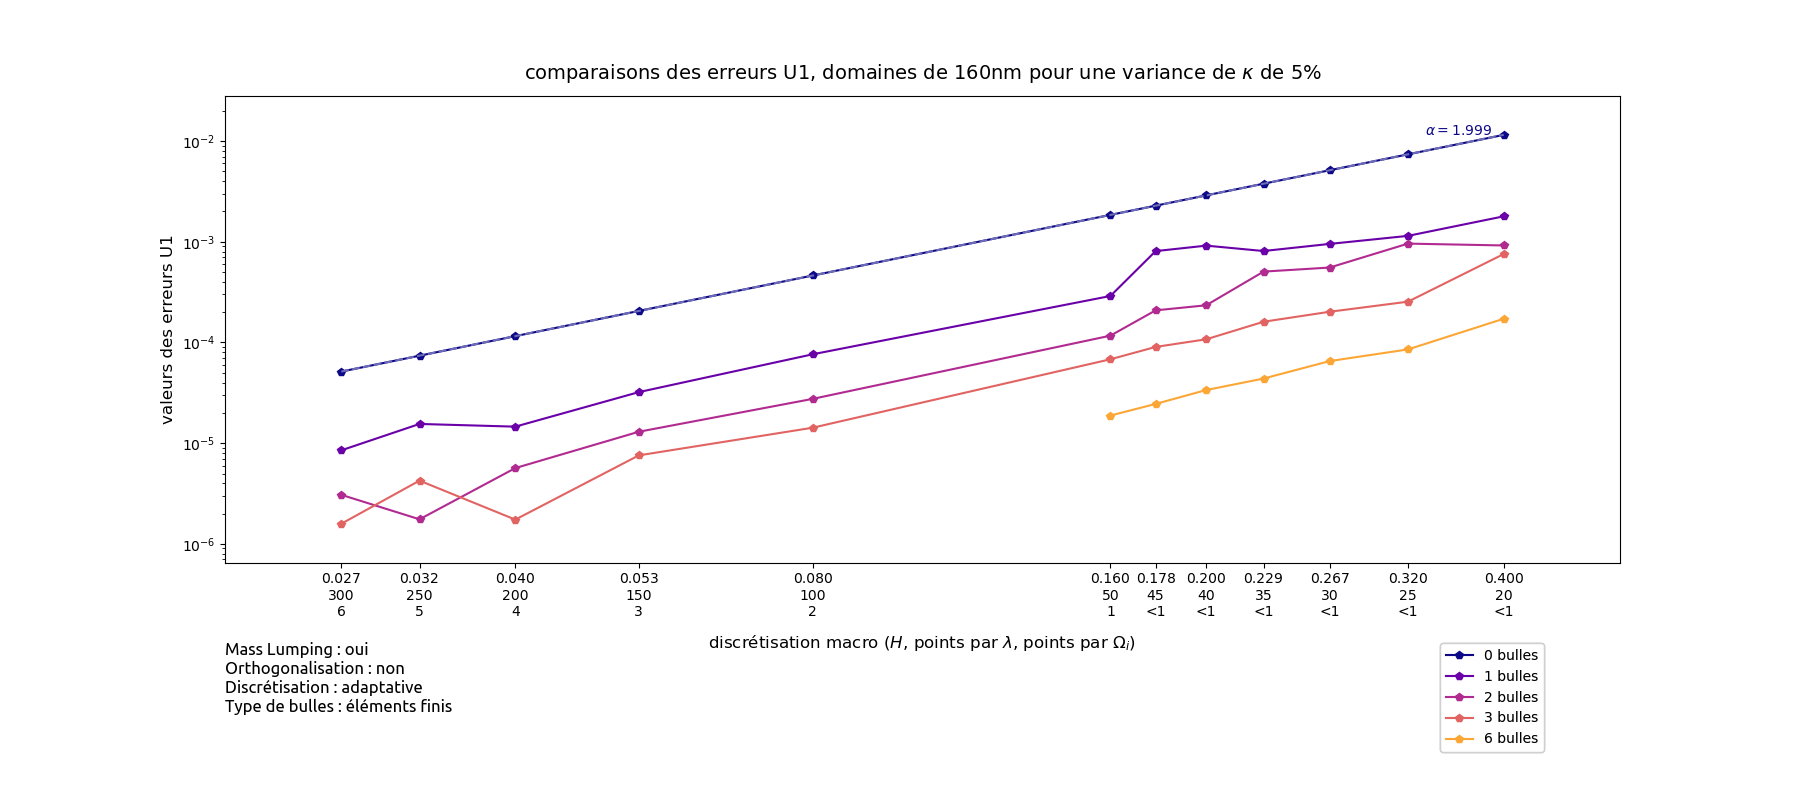 comparaisons des erreurs U1, domaines de 160nm pour une variance de κ de 5%
α = 1.999
valeurs des erreurs U1
10⁻²
10⁻³
10⁻⁴
10⁻⁵
10⁻⁶
0.027 0.032 0.040 0.053 0.080 0.160 0.178 0.200 0.229 0.267 0.320 0.400
300 250 200 150 100 50 45 40 35 30 25 20
6 5 4 3 2 1 <1 <1 <1 <1 <1 <1
discrétisation macro (H, points par λ, points par Ωᵢ)
Mass Lumping : oui
Orthogonalisation : non
Discrétisation : adaptative
Type de bulles : éléments finis
0 bulles
1 bulles
2 bulles
3 bulles
6 bulles